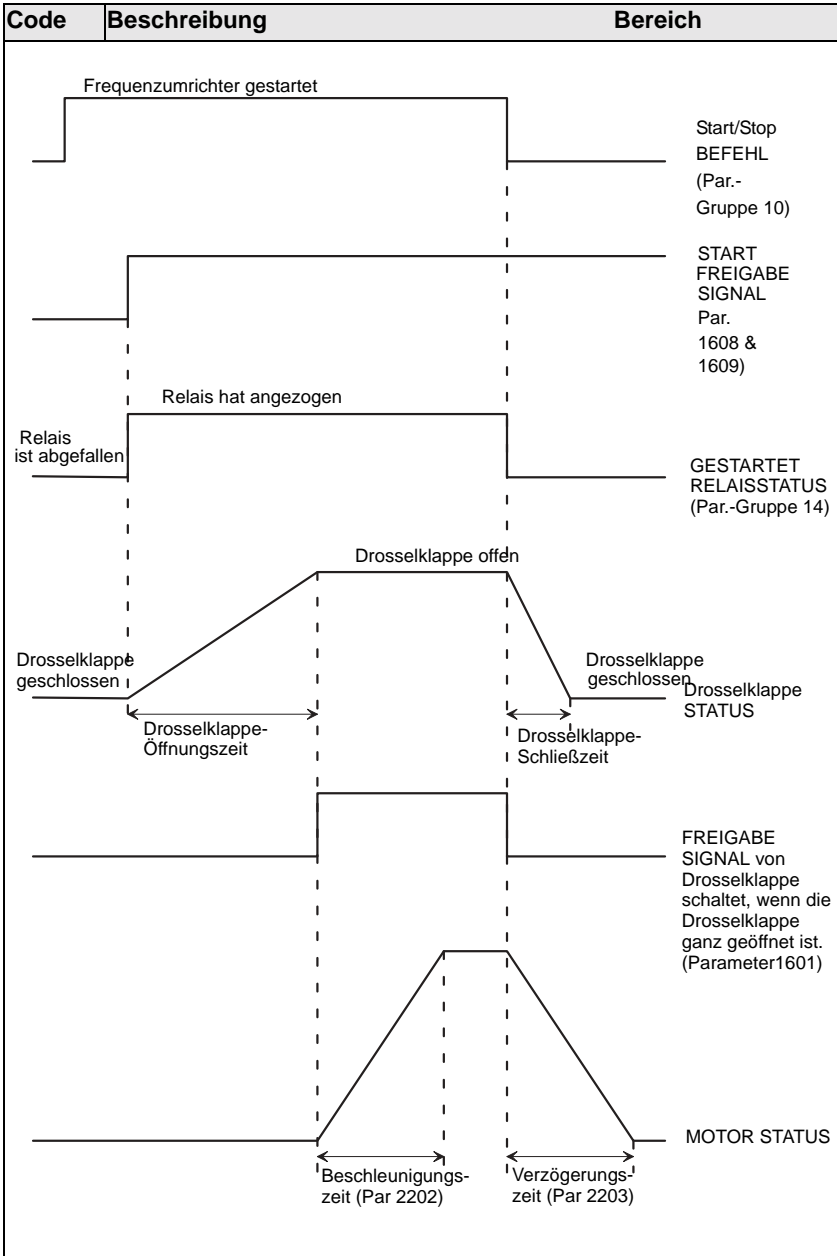 Code Beschreibung Bereich
Frequenzumrichter gestartet
Start/Stop
BEFEHL
(Par.-
Gruppe 10)
START
FREIGABE
SIGNAL
Par.
1608 &
1609)
Relais hat angezogen
Relais
ist abgefallen
GESTARTET
RELAISSTATUS
(Par.-Gruppe 14)
Drosselklappe offen
Drosselklappe
geschlossen
Drosselklappe
geschlossen
Drosselklappe
STATUS
Drosselklappe-
Öffnungszeit
Drosselklappe-
Schließzeit
FREIGABE
SIGNAL von
Drosselklappe
schaltet, wenn die
Drosselklappe
ganz geöffnet ist.
(Parameter1601)
MOTOR STATUS
Beschleunigungs-
zeit (Par 2202)
Verzögerungs-
zeit (Par 2203)